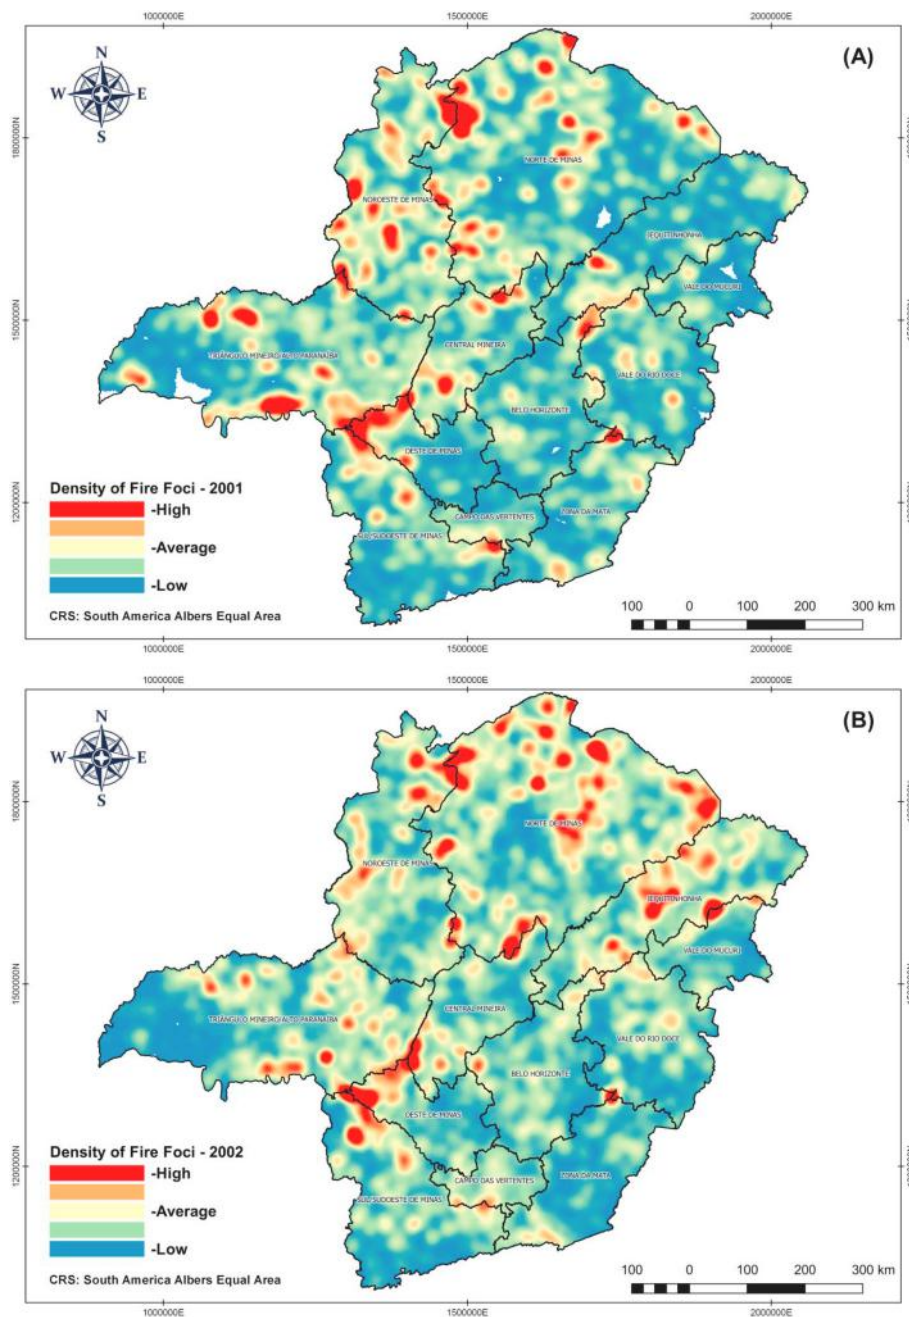 1000000E 1500000E 2000000E
(A)
N
W E
S
1800000N
NORTE DE MINAS
NOROESTE DE MINAS
JEQUITINHONHA
VALE DO MUCURI
1500000N
CENTRAL MINEIRA
TRIÂNGULO MINEIRO/ALTO PARANAÍBA
VALE DO RIO DOCE
BELO HORIZONTE
OESTE DE MINAS
Density of Fire Foci - 2001
1200000N
-High
CAMPO DAS VERTENTES
ZONA DA MATA
SUL/SUDOESTE DE MINAS
-Average
-Low
CRS: South America Albers Equal Area
100 0 100 200 300 km
1000000E 1500000E 2000000E
1000000E 1500000E 2000000E
(B)
N
W E
S
1800000N
NORTE DE MINAS
NOROESTE DE MINAS
JEQUITINHONHA
VALE DO MUCURI
1500000N
CENTRAL MINEIRA
TRIÂNGULO MINEIRO/ALTO PARANAÍBA
VALE DO RIO DOCE
BELO HORIZONTE
OESTE DE MINAS
Density of Fire Foci - 2002
1200000N
-High
CAMPO DAS VERTENTES
ZONA DA MATA
SUL/SUDOESTE DE MINAS
-Average
-Low
CRS: South America Albers Equal Area
100 0 100 200 300 km
1000000E 1500000E 2000000E